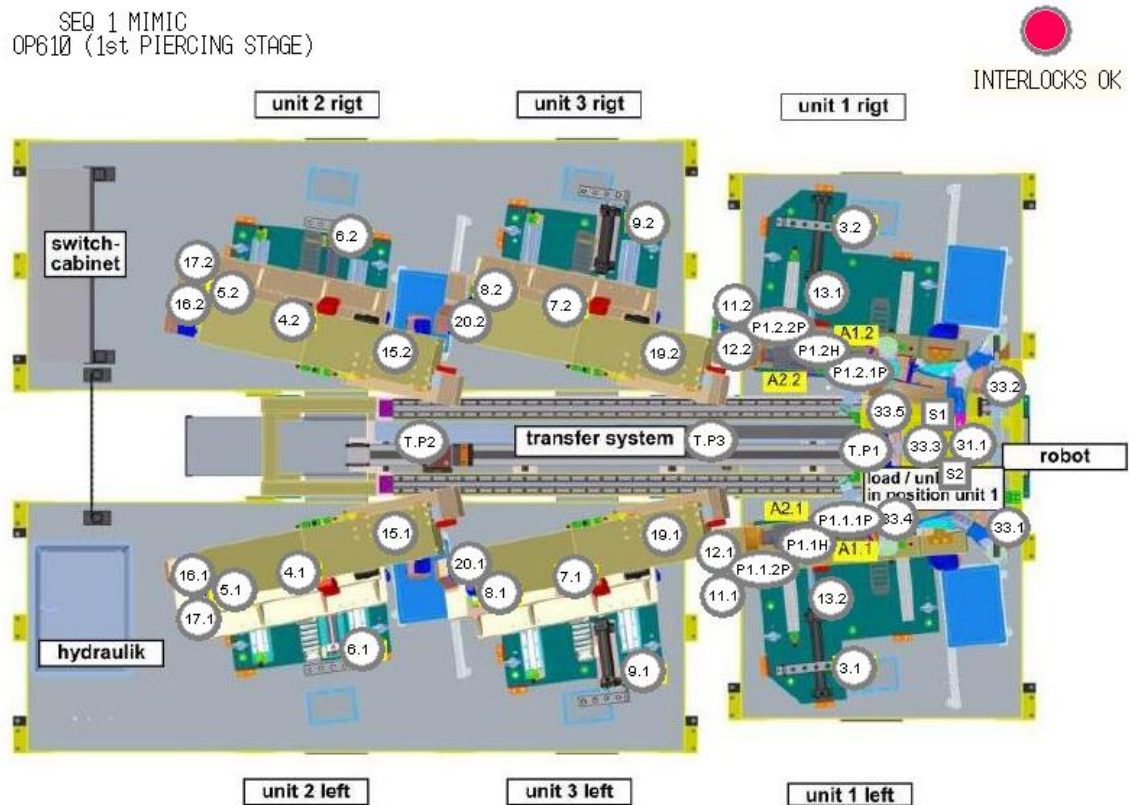 SEQ 1 MIMIC
OP610 (1st PIERCING STAGE)
INTERLOCKS OK
unit 2 rigt
unit 3 rigt
unit 1 rigt
switch-
cabinet
6.2
9.2
3.2
17.2
16.2
5.2
4.2
15.2
20.2
8.2
7.2
19.2
11.2
12.2
13.1
P1.2.2P
A1.2
P1.2H
P1.2.1P
A2.2
33.2
33.5
S1
33.3
31.1
S2
T.P2
transfer system
T.P3
T.P1
robot
load / unl
in position unit 1
A2.1
P1.1.1P
33.4
33.1
P1.1H
A1.1
P1.1.2P
15.1
19.1
12.1
11.1
16.1
5.1
4.1
17.1
20.1
8.1
7.1
13.2
6.1
9.1
3.1
hydraulik
unit 2 left
unit 3 left
unit 1 left